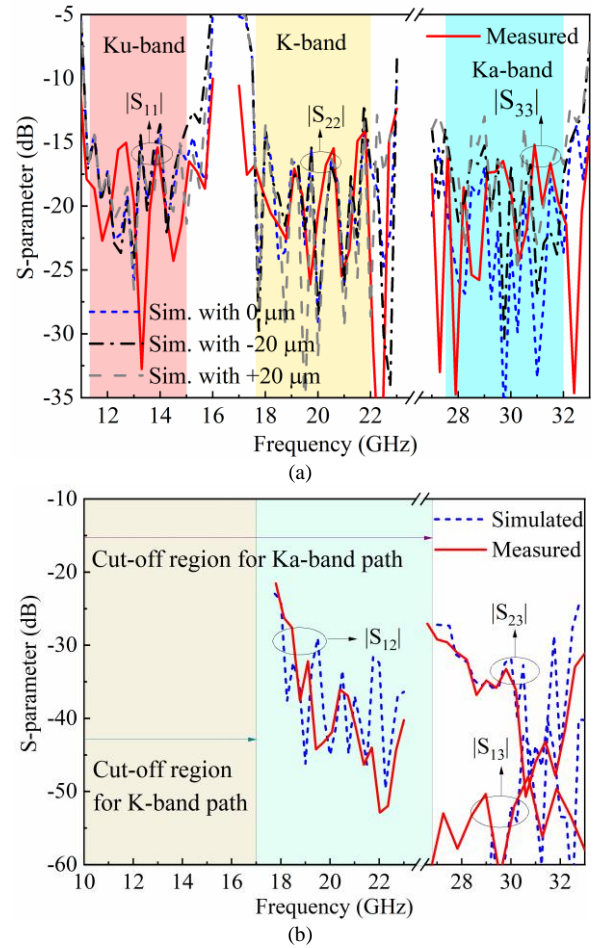 -5
-10
-15
-20
-25
-30
-35
S-parameter (dB)
Ku-band
K-band
Measured
Ka-band
|S11|
|S22|
|S33|
Sim. with 0 μm
Sim. with -20 μm
Sim. with +20 μm
12 14 16 18 20 22 28 30 32
Frequency (GHz)
(a)
-10
-20
-30
-40
-50
-60
S-parameter (dB)
Simulated
Measured
Cut-off region for Ka-band path
|S12|
|S23|
|S13|
Cut-off region
for K-band path
10 12 14 16 18 20 22 26 28 30 32
Frequency (GHz)
(b)